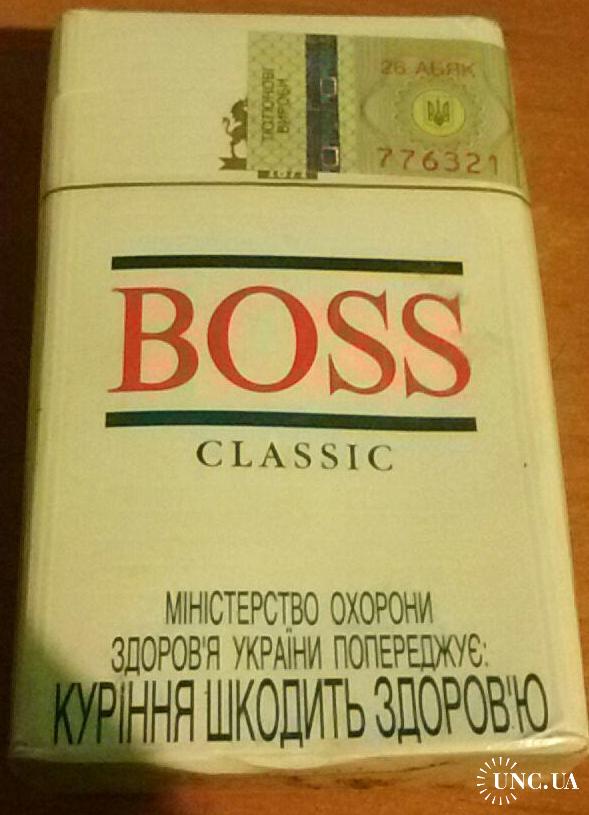 26 АБЯК
ТЮТЮНОВІ
ВИРОБИ
776321
BOSS
CLASSIC
МІНІСТЕРСТВО ОХОРОНИ
ЗДОРОВ'Я УКРАЇНИ ПОПЕРЕДЖУЄ:
КУРІННЯ ШКОДИТЬ ЗДОРОВ'Ю
UNC.UA